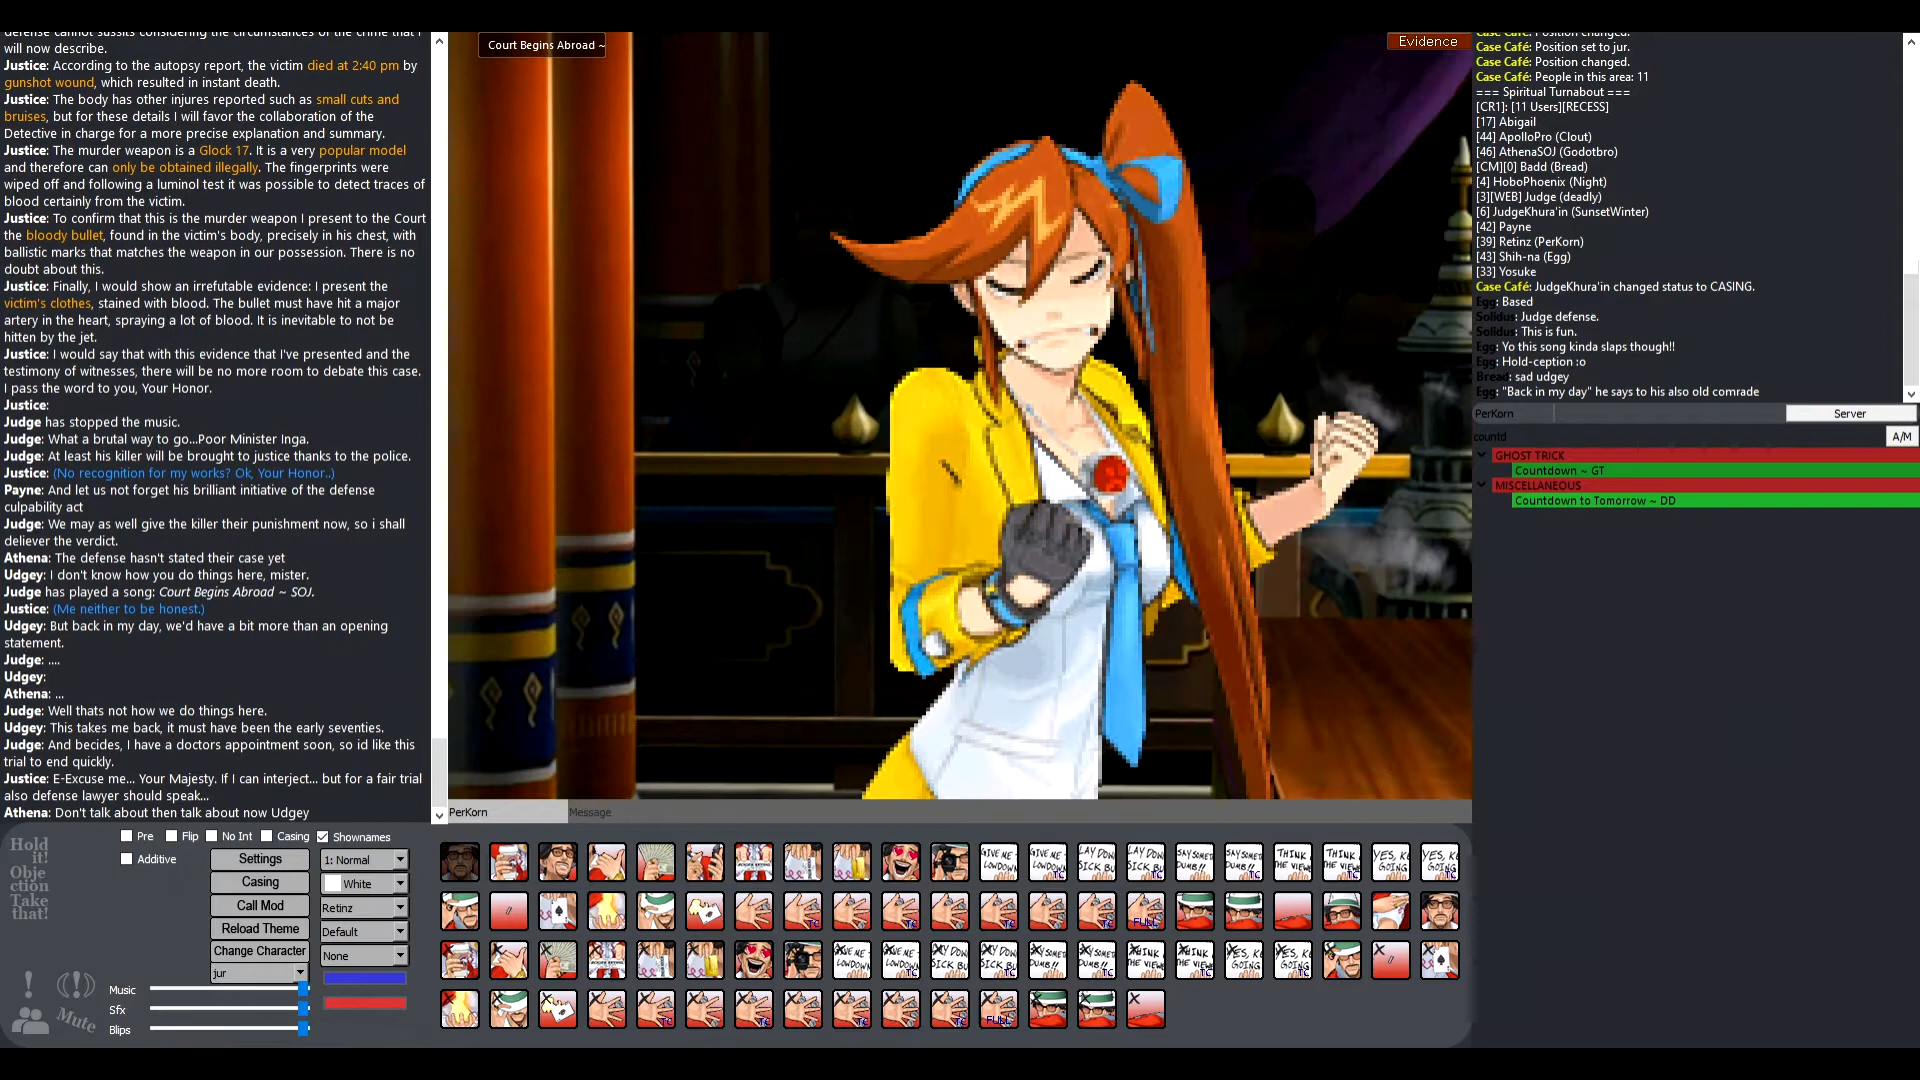 defense cannot sussits considering the circumstances of the crime that I
will now describe.
Justice: According to the autopsy report, the victim died at 2:40 pm by
gunshot wound, which resulted in instant death.
Justice: The body has other injures reported such as small cuts and
bruises, but for these details I will favor the collaboration of the
Detective in charge for a more precise explanation and summary.
Justice: The murder weapon is a Glock 17. It is a very popular model
and therefore can only be obtained illegally. The fingerprints were
wiped off and following a luminol test it was possible to detect traces of
blood certainly from the victim.
Justice: To confirm that this is the murder weapon I present to the Court
the bloody bullet, found in the victim's body, precisely in his chest, with
ballistic marks that matches the weapon in our possession. There is no
doubt about this.
Justice: Finally, I would show an irrefutable evidence: I present the
victim's clothes, stained with blood. The bullet must have hit a major
artery in the heart, spraying a lot of blood. It is inevitable to not be
hitten by the jet.
Justice: I would say that with this evidence that I've presented and the
testimony of witnesses, there will be no more room to debate this case.
I pass the word to you, Your Honor.
Justice:
Judge has stopped the music.
Judge: What a brutal way to go...Poor Minister Inga.
Judge: At least his killer will be brought to justice thanks to the police.
Justice: (No recognition for my works? Ok, Your Honor..)
Payne: And let us not forget his brilliant initiative of the defense
culpability act
Judge: We may as well give the killer their punishment now, so i shall
deliever the verdict.
Athena: The defense hasn't stated their case yet
Udgey: I don't know how you do things here, mister.
Judge has played a song: Court Begins Abroad ~ SOJ.
Justice: (Me neither to be honest.)
Udgey: But back in my day, we'd have a bit more than an opening
statement.
Judge: ....
Udgey:
Athena: ...
Judge: Well thats not how we do things here.
Udgey: This takes me back, it must have been the early seventies.
Judge: And becides, I have a doctors appointment soon, so id like this
trial to end quickly.
Justice: E-Excuse me... Your Majesty. If I can interject... but for a fair trial
also defense lawyer should speak...
Athena: Don't talk about then talk about now Udgey
Court Begins Abroad ~
Evidence
Case Café: Position changed.
Case Café: Position set to jur.
Case Café: Position changed.
Case Café: People in this area: 11
=== Spiritual Turnabout ===
[CR1]: [11 Users][RECESS]
[17] Abigail
[44] ApolloPro (Clout)
[46] AthenaSOJ (Godotbro)
[CM][0] Badd (Bread)
[4] HoboPhoenix (Night)
[3][WEB] Judge (deadly)
[6] JudgeKhura'in (SunsetWinter)
[42] Payne
[39] Retinz (PerKorn)
[43] Shih-na (Egg)
[33] Yosuke
Case Café: JudgeKhura'in changed status to CASING.
Egg: Based
Solidus: Judge defense.
Solidus: This is fun.
Egg: Yo this song kinda slaps though!!
Egg: Hold-ception :o
Bread: sad udgey
Egg: "Back in my day" he says to his also old comrade
PerKorn
Server
countd
A/M
GHOST TRICK
Countdown ~ GT
MISCELLANEOUS
Countdown to Tomorrow ~ DD
PerKorn
Message
Hold it!
Objection
Take that!
Pre
Flip
No Int
Casing
Shownames
Additive
Settings
1: Normal
Casing
White
Call Mod
Retinz
Reload Theme
Default
Change Character
None
jur
Mute
Music
Sfx
Blips